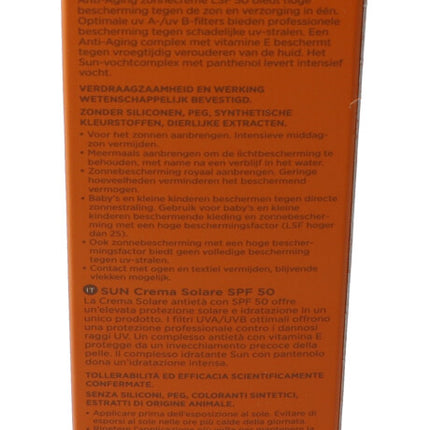 Anti-Aging zonnecrème LSF 50 biedt hoge
bescherming tegen de zon en verzorging in één.
Optimale uv A-/uv B-filters bieden professionele
bescherming tegen schadelijke uv-stralen. Een
Anti-Aging complex met vitamine E beschermt
tegen vroegtijdig verouderen van de huid. Het
Sun-vochtcomplex met panthenol levert intensief
vocht.
VERDRAAGZAAMHEID EN WERKING
WETENSCHAPPELIJK BEVESTIGD.
ZONDER SILICONEN, PEG, SYNTHETISCHE
KLEURSTOFFEN, DIERLIJKE EXTRACTEN.
• Voor het zonnen aanbrengen. Intensieve middag-
zon vermijden.
• Meermaals aanbrengen om de lichtbescherming te
behouden, met name na een verblijf in het water.
• Zonnebescherming royaal aanbrengen. Geringe
hoeveelheden verminderen het beschermend
vermogen.
• Baby's en kleine kinderen beschermen tegen directe
zonnestraling. Gebruik voor baby's en kleine
kinderen beschermende kleding en zonnebescher-
ming met een hoge beschermingsfactor (LSF hoger
dan 25).
• Ook zonnebescherming met een hoge bescher-
mingsfactor biedt geen volledige bescherming
tegen uv-stralen.
• Contact met ogen en textiel vermijden, blijvende
vlekken mogelijk.
IT SUN Crema Solare SPF 50
La Crema Solare antietà con SPF 50 offre
un'elevata protezione solare e idratazione in un
unico prodotto. I filtri UVA/UVB ottimali offrono
una protezione professionale contro i dannosi
raggi UV. Un complesso antietà con vitamina E
protegge da un invecchiamento precoce della
pelle. Il complesso idratante Sun con pantenolo
dona un'idratazione intensa.
TOLLERABILITÀ ED EFFICACIA SCIENTIFICAMENTE
CONFERMATE.
SENZA SILICONI, PEG, COLORANTI SINTETICI,
ESTRATTI DI ORIGINE ANIMALE.
• Applicare prima dell'esposizione al sole. Evitare di
esporsi al sole nelle ore più calde della giornata